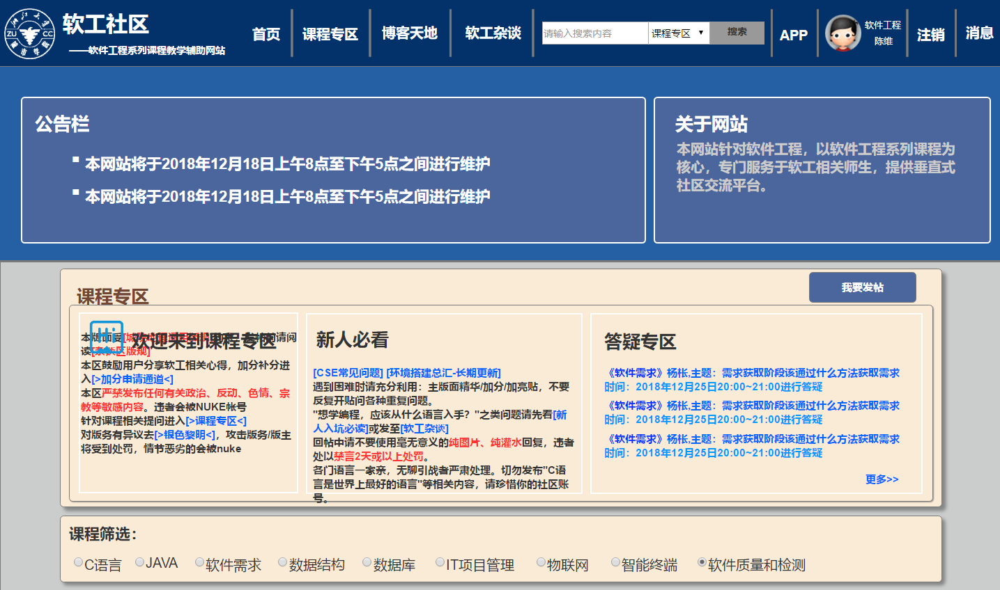 ZU CC
软工社区
——软件工程系列课程教学辅助网站
首页
课程专区
博客天地
软工杂谈
请输入搜索内容
课程专区
搜索
APP
软件工程
陈维
注销
消息
公告栏
本网站将于2018年12月18日上午8点至下午5点之间进行维护
本网站将于2018年12月18日上午8点至下午5点之间进行维护
关于网站
本网站针对软件工程，以软件工程系列课程为
核心，专门服务于软工相关师生，提供垂直式
社区交流平台。
课程专区
我要发帖
欢迎来到课程专区
本版面受
请阅
读
区版规]
本区鼓励用户分享软工相关心得，加分补分进
入[>加分申请通道<]
本区严禁发布任何有关政治、反动、色情、宗
教等敏感内容。违者会被NUKE帐号
针对课程相关提问进入[>课程专区<]
对版务有异议去[>银色黎明<]，攻击版务/版主
将受到处罚，情节恶劣的会被nuke
新人必看
[CSE常见问题] [环境搭建总汇-长期更新]
遇到困难时请充分利用：主版面精华/加分/加亮贴，不要
反复开贴问各种重复问题。
"想学编程，应该从什么语言入手？"之类问题请先看[新
人入坑必读]或发至[软工杂谈]
回帖中请不要使用毫无意义的纯图片、纯灌水回复，违者
处以禁言2天或以上处罚。
各门语言一家亲，无聊引战者严肃处理。切勿发布"C语
言是世界上最好的语言"等相关内容，请珍惜你的社区账
号。
答疑专区
《软件需求》杨枨,主题：需求获取阶段该通过什么方法获取需求
时间：2018年12月25日20:00~21:00进行答疑
《软件需求》杨枨,主题：需求获取阶段该通过什么方法获取需求
时间：2018年12月25日20:00~21:00进行答疑
《软件需求》杨枨,主题：需求获取阶段该通过什么方法获取需求
时间：2018年12月25日20:00~21:00进行答疑
更多>>
课程筛选：
C语言
JAVA
软件需求
数据结构
数据库
IT项目管理
物联网
智能终端
软件质量和检测